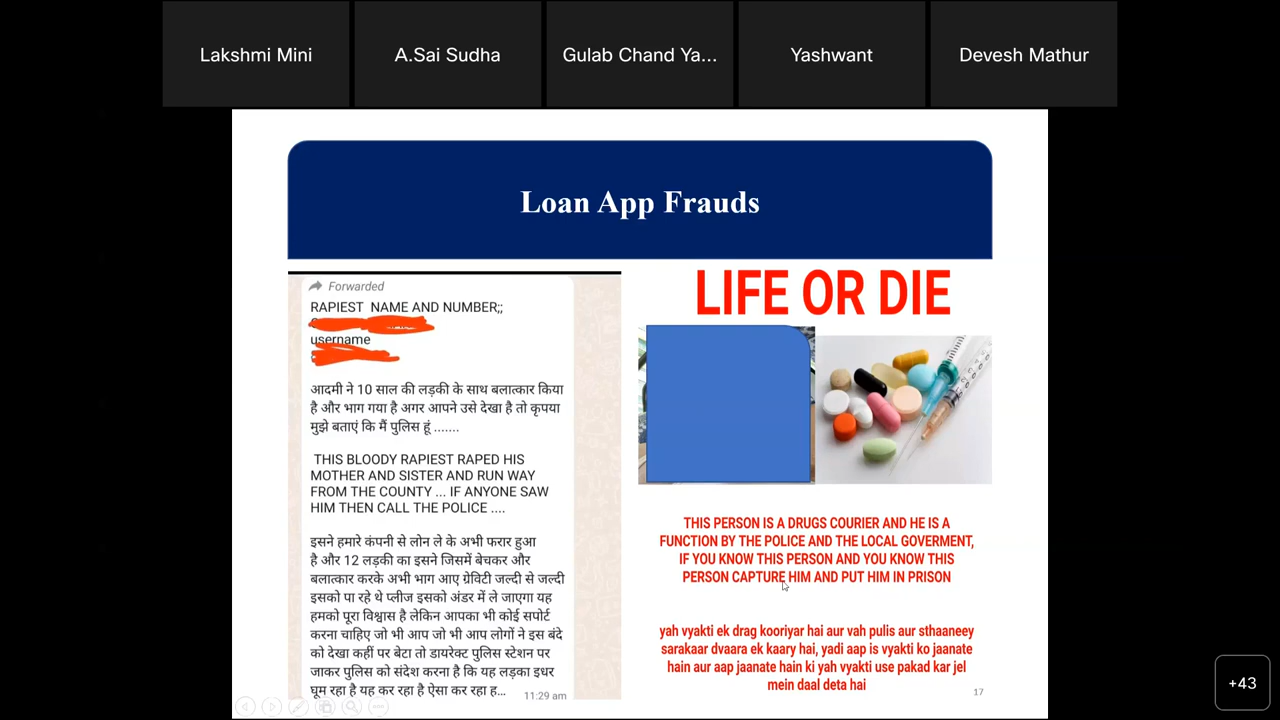 Lakshmi Mini
A.Sai Sudha
Gulab Chand Ya...
Yashwant
Devesh Mathur
Loan App Frauds
Forwarded
RAPIEST NAME AND NUMBER;;
username
आदमी ने 10 साल की लड़की के साथ बलात्कार किया
है और भाग गया है अगर आपने उसे देखा है तो कृपया
मुझे बताएं कि मैं पुलिस हूं .......
THIS BLOODY RAPIEST RAPED HIS
MOTHER AND SISTER AND RUN WAY
FROM THE COUNTY ... IF ANYONE SAW
HIM THEN CALL THE POLICE ....
इसने हमारे कंपनी से लोन ले के अभी फरार हुआ
है और 12 लड़की का इसने जिसमें बेचकर और
बलात्कार करके अभी भाग आए ग्रेविटी जल्दी से जल्दी
इसको पा रहे थे प्लीज इसको अंडर में ले जाएगा यह
हमको पूरा विश्वास है लेकिन आपका भी कोई सपोर्ट
करना चाहिए जो भी आप जो भी आप लोगों ने इस बंदे
को देखा कहीं पर बेटा तो डायरेक्ट पुलिस स्टेशन पर
जाकर पुलिस को संदेश करना है कि यह लड़का इधर
घूम रहा है यह कर रहा है ऐसा कर रहा ह...
11:29 am
LIFE OR DIE
THIS PERSON IS A DRUGS COURIER AND HE IS A
FUNCTION BY THE POLICE AND THE LOCAL GOVERMENT,
IF YOU KNOW THIS PERSON AND YOU KNOW THIS
PERSON CAPTURE HIM AND PUT HIM IN PRISON
yah vyakti ek drag kooriyar hai aur vah pulis aur sthaaneey
sarakaar dvaara ek kaary hai, yadi aap is vyakti ko jaanate
hain aur aap jaanate hain ki yah vyakti use pakad kar jel
mein daal deta hai
17
+43